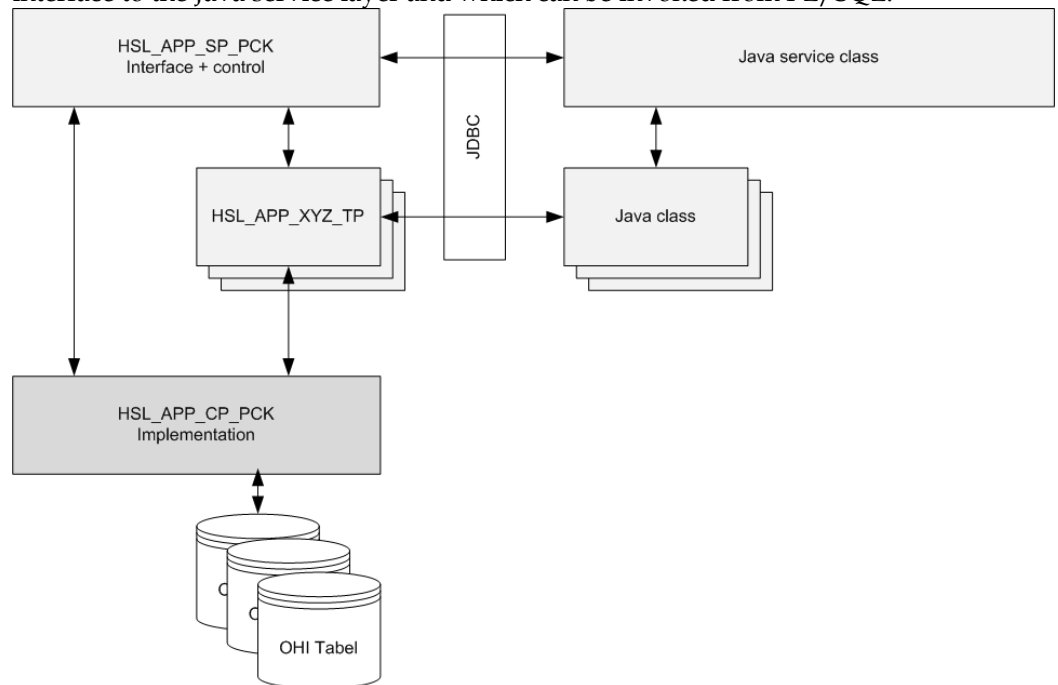 interface to the Java service layer and which can be invoked from PL/SQL.
HSL_APP_SP_PCK
Interface + control
JDBC
Java service class
HSL_APP_XYZ_TP
Java class
HSL_APP_CP_PCK
Implementation
O
O
OHI Tabel